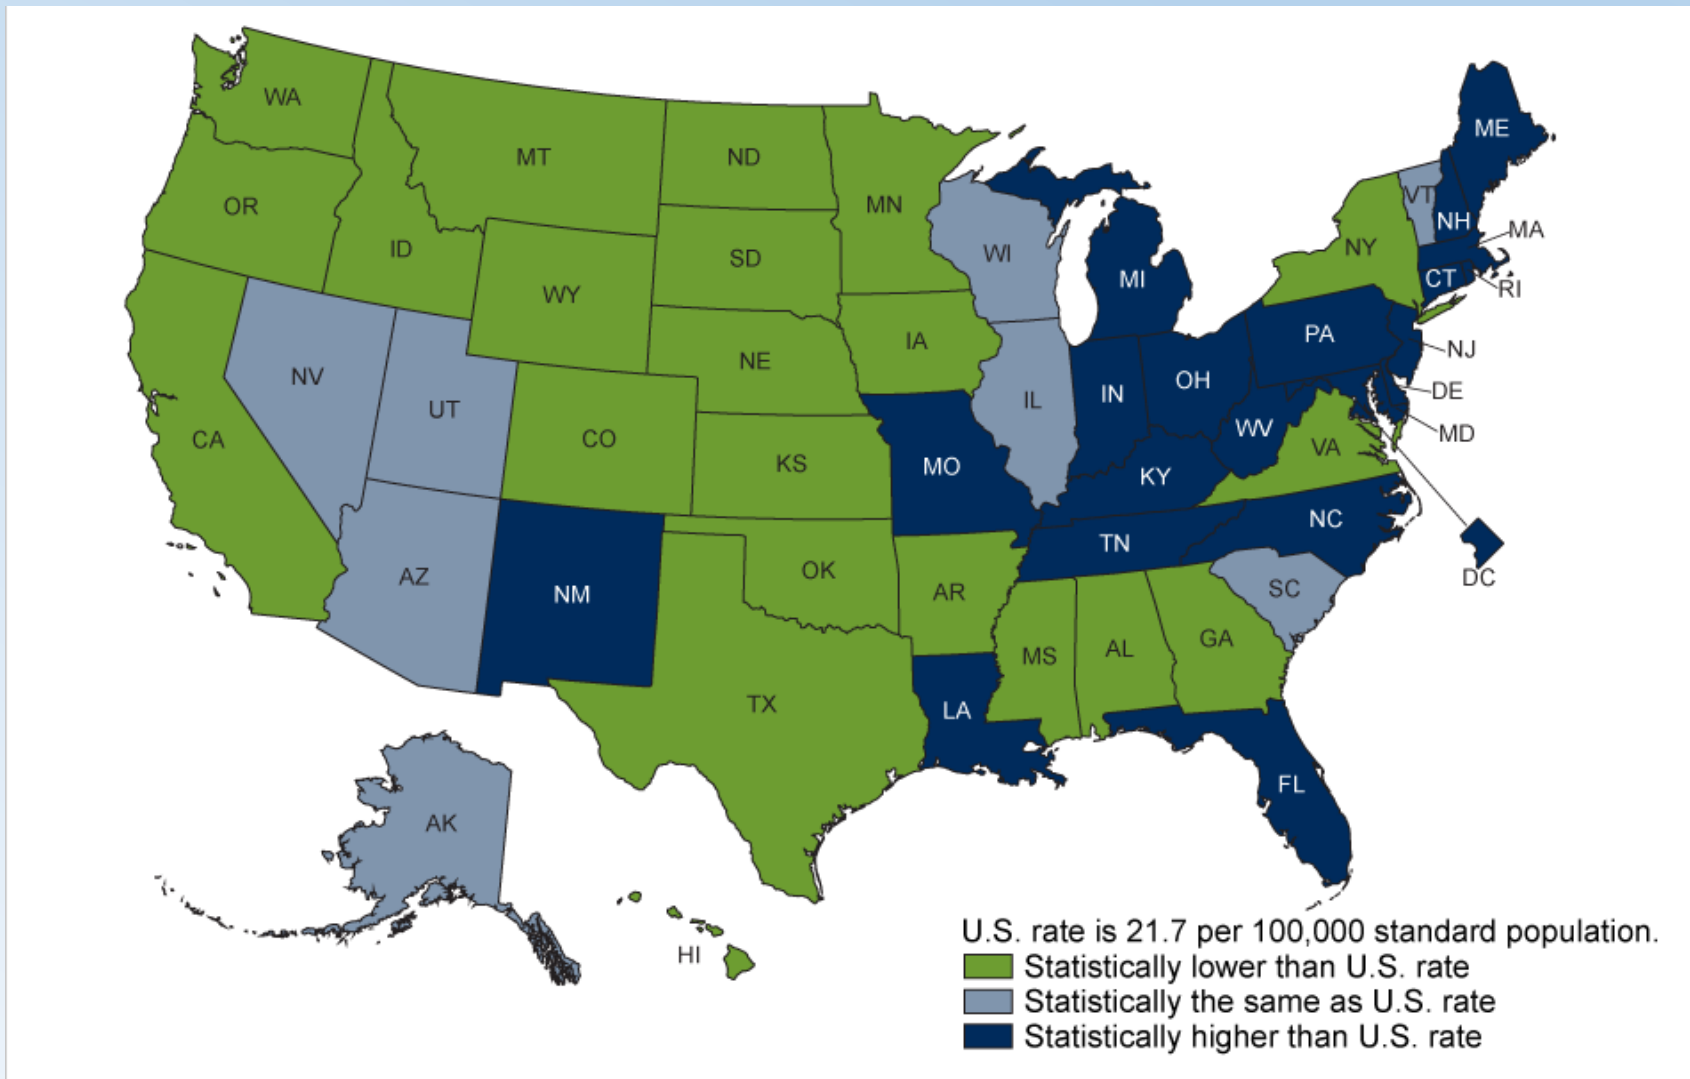 WA
MT
ND
MN
ME
OR
ID
SD
WI
VT
NH
MA
NY
WY
MI
CT
RI
IA
PA
NJ
NE
NV
UT
IL
IN
OH
DE
CA
CO
KS
MO
WV
VA
MD
KY
NC
TN
OK
AZ
NM
AR
SC
DC
MS
AL
GA
TX
LA
FL
AK
HI
U.S. rate is 21.7 per 100,000 standard population.
Statistically lower than U.S. rate
Statistically the same as U.S. rate
Statistically higher than U.S. rate